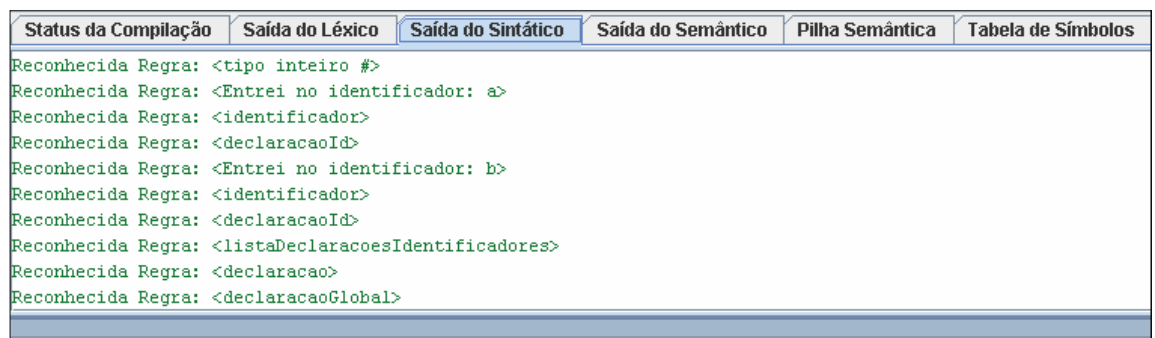 Status da Compilação Saída do Léxico Saída do Sintático Saída do Semântico Pilha Semântica Tabela de Símbolos
Reconhecida Regra: <tipo inteiro #>
Reconhecida Regra: <Entrei no identificador: a>
Reconhecida Regra: <identificador>
Reconhecida Regra: <declaracaoId>
Reconhecida Regra: <Entrei no identificador: b>
Reconhecida Regra: <identificador>
Reconhecida Regra: <declaracaoId>
Reconhecida Regra: <listaDeclaracoesIdentificadores>
Reconhecida Regra: <declaracao>
Reconhecida Regra: <declaracaoGlobal>